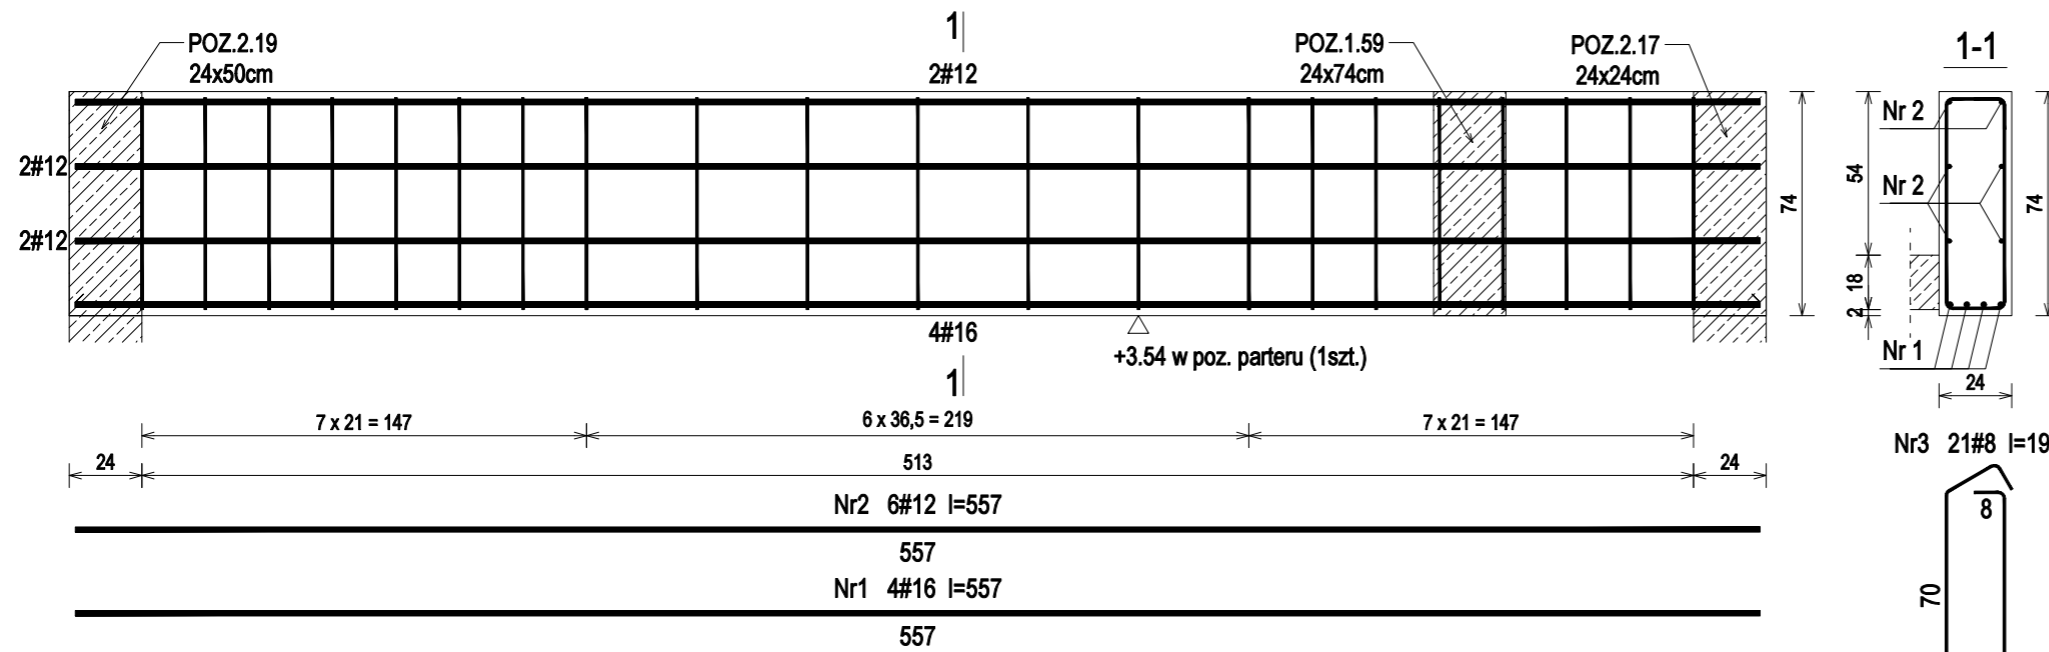 1
POZ.2.19
24x50cm
2#12
POZ.1.59
24x74cm
POZ.2.17
24x24cm
1-1
2#12
2#12
74
54
18
2
Nr 2
Nr 2
Nr 1
74
24
4#16
+3.54 w poz. parteru (1szt.)
1
7 x 21 = 147
6 x 36,5 = 219
7 x 21 = 147
24
513
24
Nr3 21#8 l=19
8
70
Nr2 6#12 l=557
557
Nr1 4#16 l=557
557